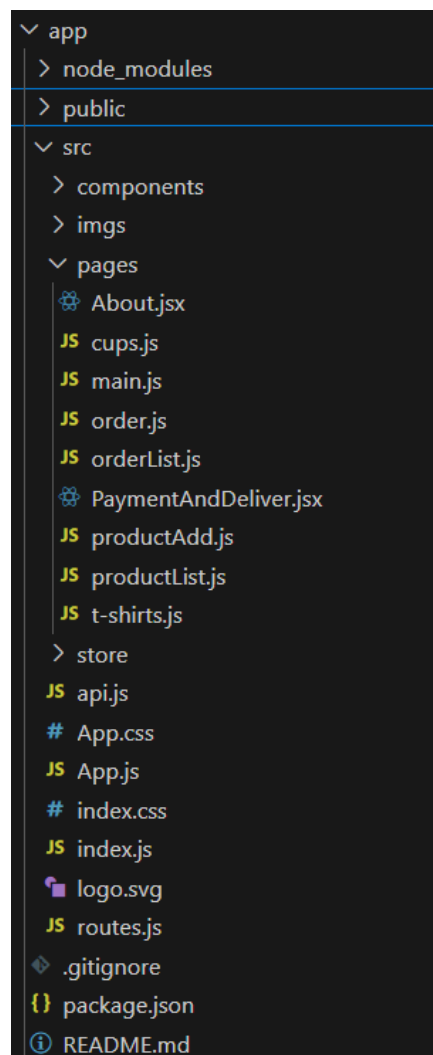 app
node_modules
public
src
components
imgs
pages
About.jsx
JS cups.js
JS main.js
JS order.js
JS orderList.js
PaymentAndDeliver.jsx
JS productAdd.js
JS productList.js
JS t-shirts.js
store
JS api.js
# App.css
JS App.js
# index.css
JS index.js
logo.svg
JS routes.js
.gitignore
{} package.json
README.md